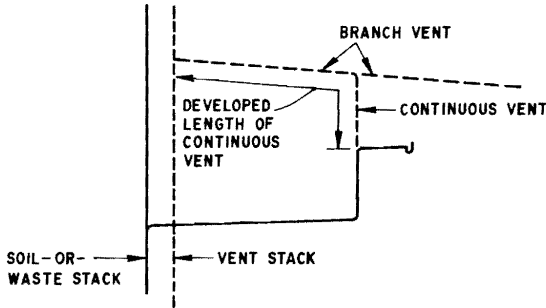 BRANCH VENT
DEVELOPED
LENGTH OF
CONTINUOUS
VENT
CONTINUOUS VENT
SOIL-OR-
WASTE STACK
VENT STACK